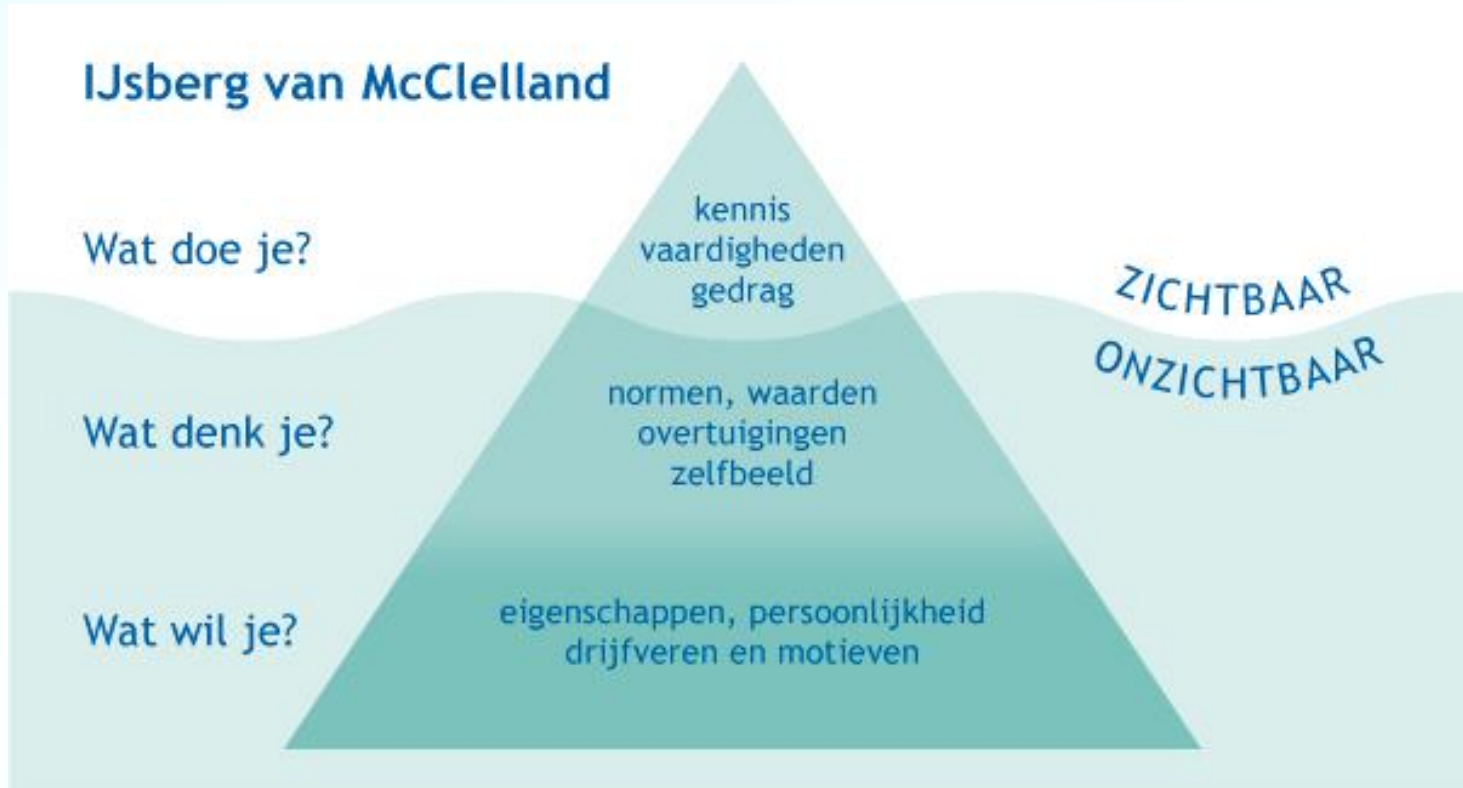 IJsberg van McClelland
Wat doe je?
kennis
vaardigheden
gedrag
ZICHTBAAR
ONZICHTBAAR
Wat denk je?
normen, waarden
overtuigingen
zelfbeeld
Wat wil je?
eigenschappen, persoonlijkheid
drijfveren en motieven